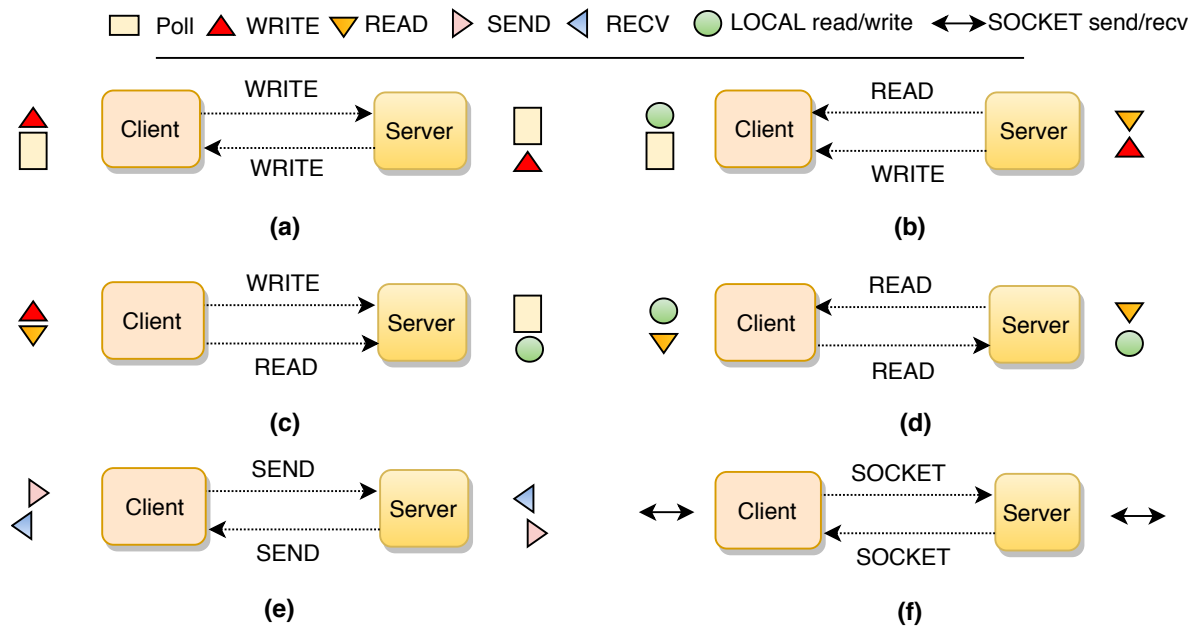 Poll WRITE READ SEND RECV LOCAL read/write SOCKET send/recv
WRITE READ
Client Server Client Server
WRITE WRITE
(a) (b)
WRITE READ
Client Server Client Server
READ READ
(c) (d)
SEND SOCKET
Client Server Client Server
SEND SOCKET
(e) (f)